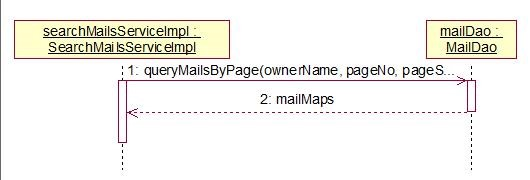 searchMailsServiceImpl :
SearchMailsServiceImpl
mailDao :
MailDao
1: queryMailsByPage(ownerName, pageNo, pageS...
2: mailMaps